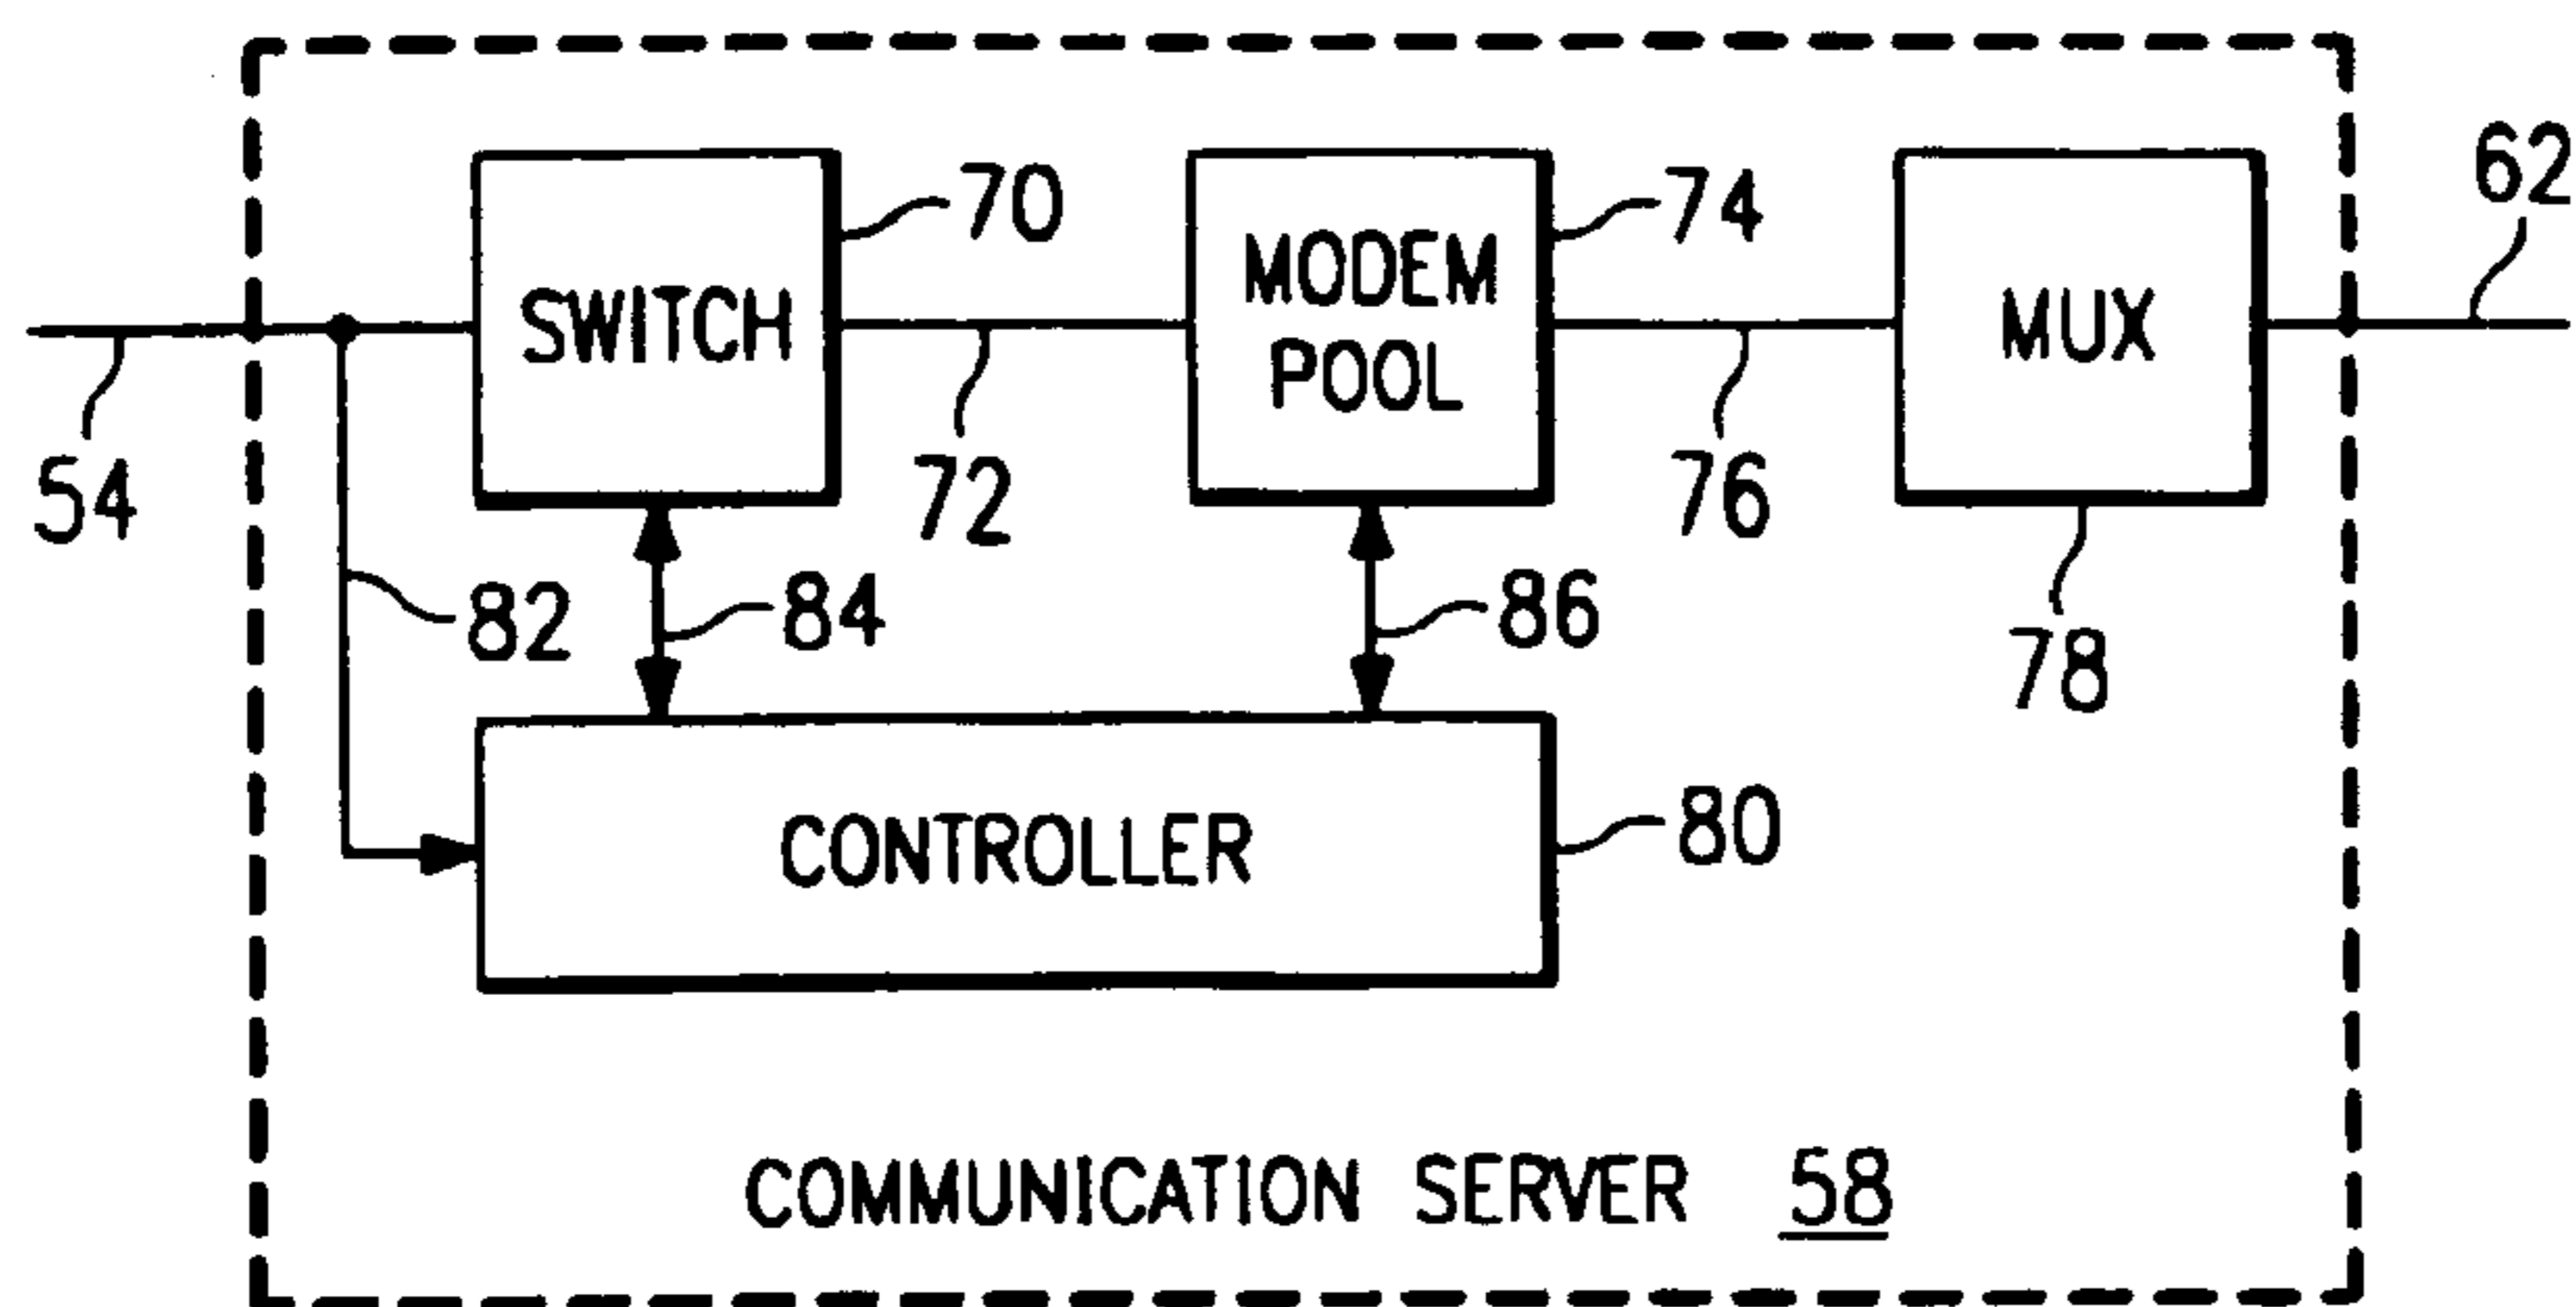 62
70
74
SWITCH
MODEM
POOL
MUX
54
72
76
82
84
86
78
CONTROLLER
80
COMMUNICATION SERVER 58